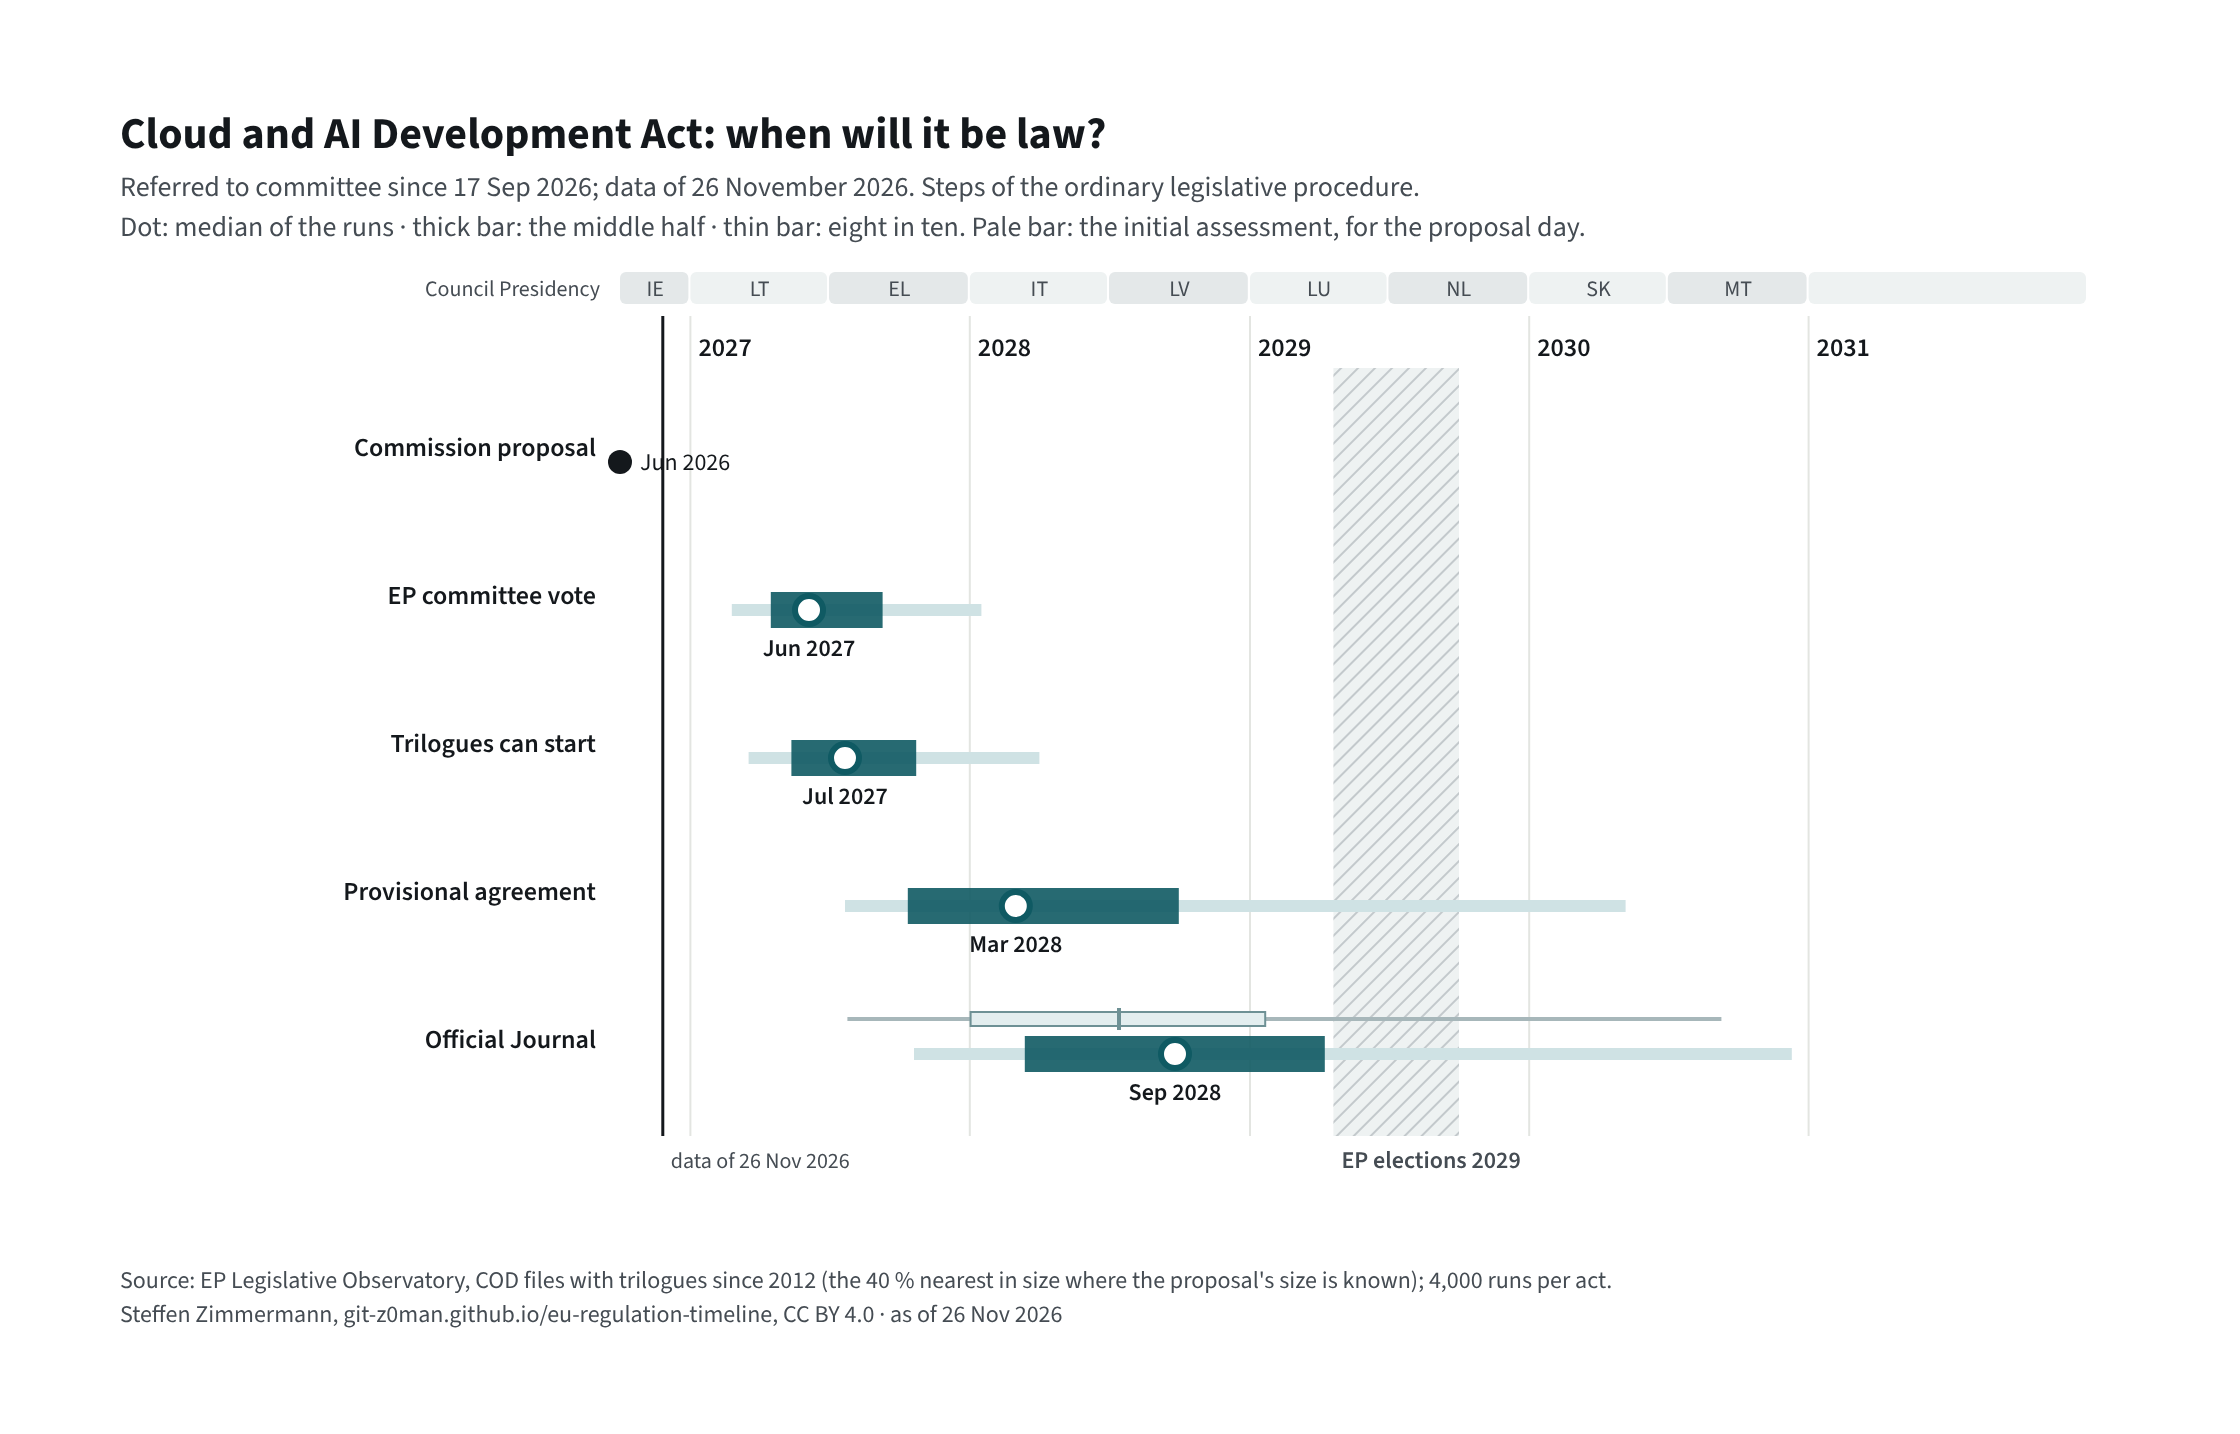 Cloud and AI Development Act: when will it be law?
Referred to committee since 17 Sep 2026; data of 26 November 2026. Steps of the ordinary legislative procedure.
Dot: median of the runs · thick bar: the middle half · thin bar: eight in ten. Pale bar: the initial assessment, for the proposal day.
Council Presidency IE LT EL IT LV LU NL SK MT
2027 2028 2029 2030 2031
Commission proposal
Jun 2026
EP committee vote
Jun 2027
Trilogues can start
Jul 2027
Provisional agreement
Mar 2028
Official Journal
Sep 2028
data of 26 Nov 2026 EP elections 2029
Source: EP Legislative Observatory, COD files with trilogues since 2012 (the 40 % nearest in size where the proposal's size is known); 4,000 runs per act.
Steffen Zimmermann, git-z0man.github.io/eu-regulation-timeline, CC BY 4.0 · as of 26 Nov 2026